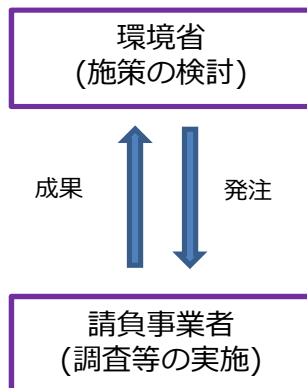 環境省
(施策の検討)
成果
発注
請負事業者
(調査等の実施)